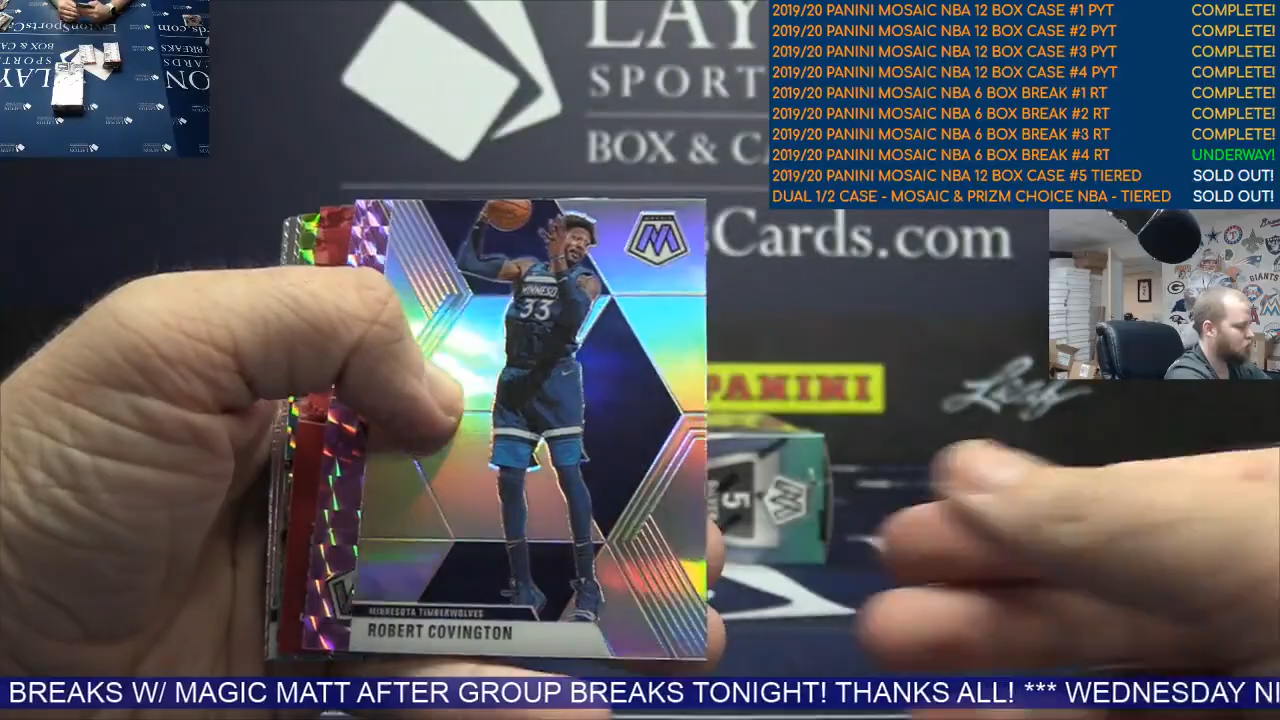 2019/20 PANINI MOSAIC NBA 12 BOX CASE #1 PYT COMPLETE!
2019/20 PANINI MOSAIC NBA 12 BOX CASE #2 PYT COMPLETE!
2019/20 PANINI MOSAIC NBA 12 BOX CASE #3 PYT COMPLETE!
2019/20 PANINI MOSAIC NBA 12 BOX CASE #4 PYT COMPLETE!
2019/20 PANINI MOSAIC NBA 6 BOX BREAK #1 RT COMPLETE!
2019/20 PANINI MOSAIC NBA 6 BOX BREAK #2 RT COMPLETE!
2019/20 PANINI MOSAIC NBA 6 BOX BREAK #3 RT COMPLETE!
2019/20 PANINI MOSAIC NBA 6 BOX BREAK #4 RT UNDERWAY!
2019/20 PANINI MOSAIC NBA 12 BOX CASE #5 TIERED SOLD OUT!
DUAL 1/2 CASE - MOSAIC & PRIZM CHOICE NBA - TIERED SOLD OUT!
LAY
SPORT
BOX & CA
sCards.com
PANINI
Leaf
GIANTS
MINNESO
33
5
MINNESOTA TIMBERWOLVES
ROBERT COVINGTON
BREAKS W/ MAGIC MATT AFTER GROUP BREAKS TONIGHT! THANKS ALL! *** WEDNESDAY NI